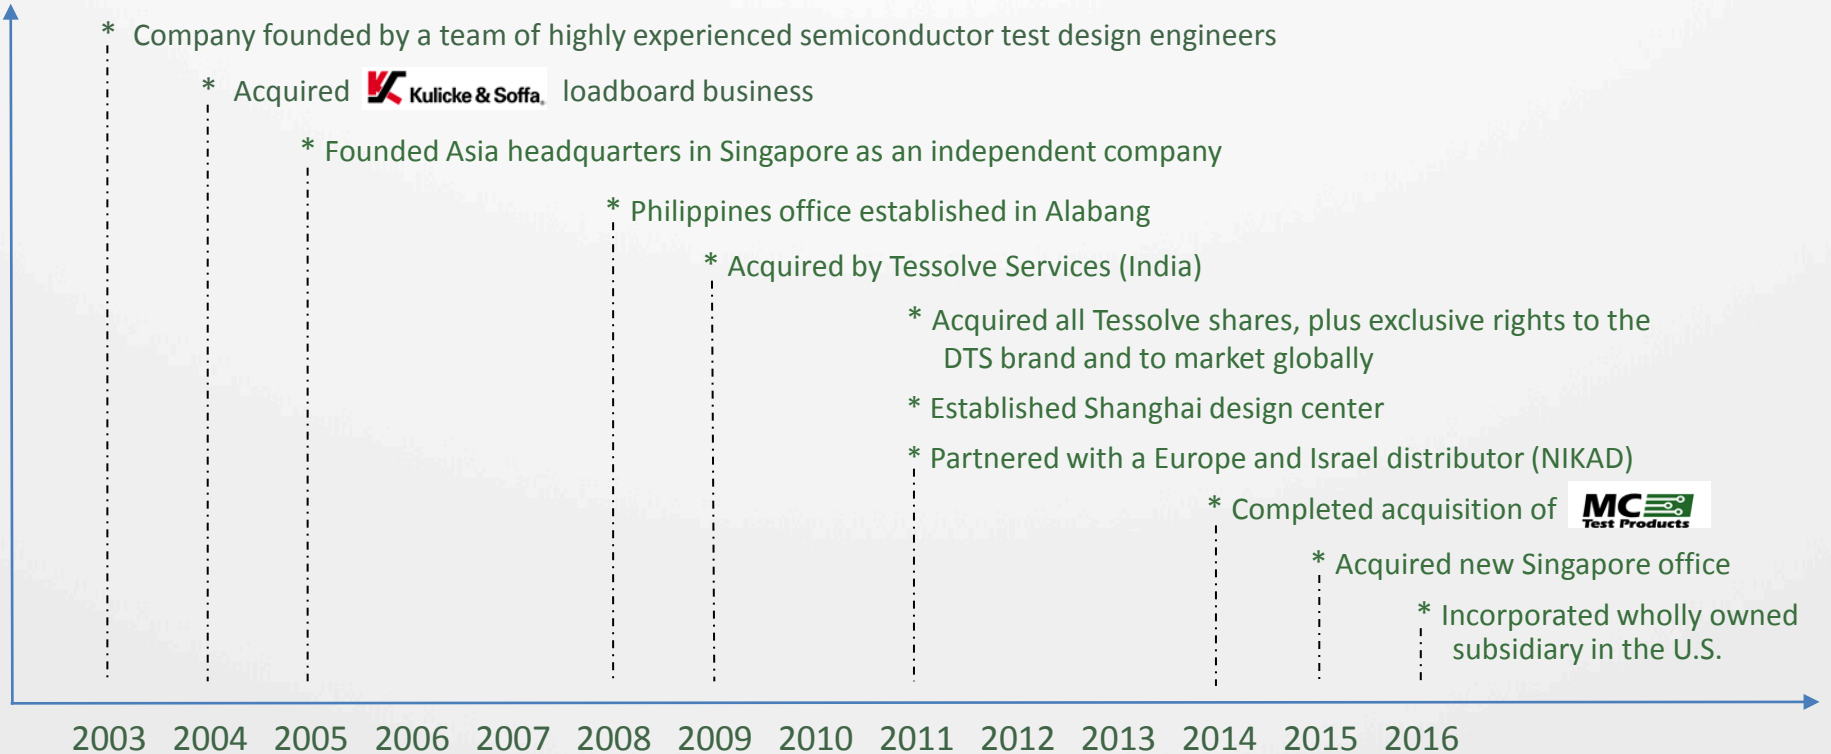 * Company founded by a team of highly experienced semiconductor test design engineers
* Acquired Kulicke & Soffa. loadboard business
* Founded Asia headquarters in Singapore as an independent company
* Philippines office established in Alabang
* Acquired by Tessolve Services (India)
* Acquired all Tessolve shares, plus exclusive rights to the
DTS brand and to market globally
* Established Shanghai design center
* Partnered with a Europe and Israel distributor (NIKAD)
* Completed acquisition of MC Test Products
* Acquired new Singapore office
* Incorporated wholly owned
subsidiary in the U.S.
2003 2004 2005 2006 2007 2008 2009 2010 2011 2012 2013 2014 2015 2016